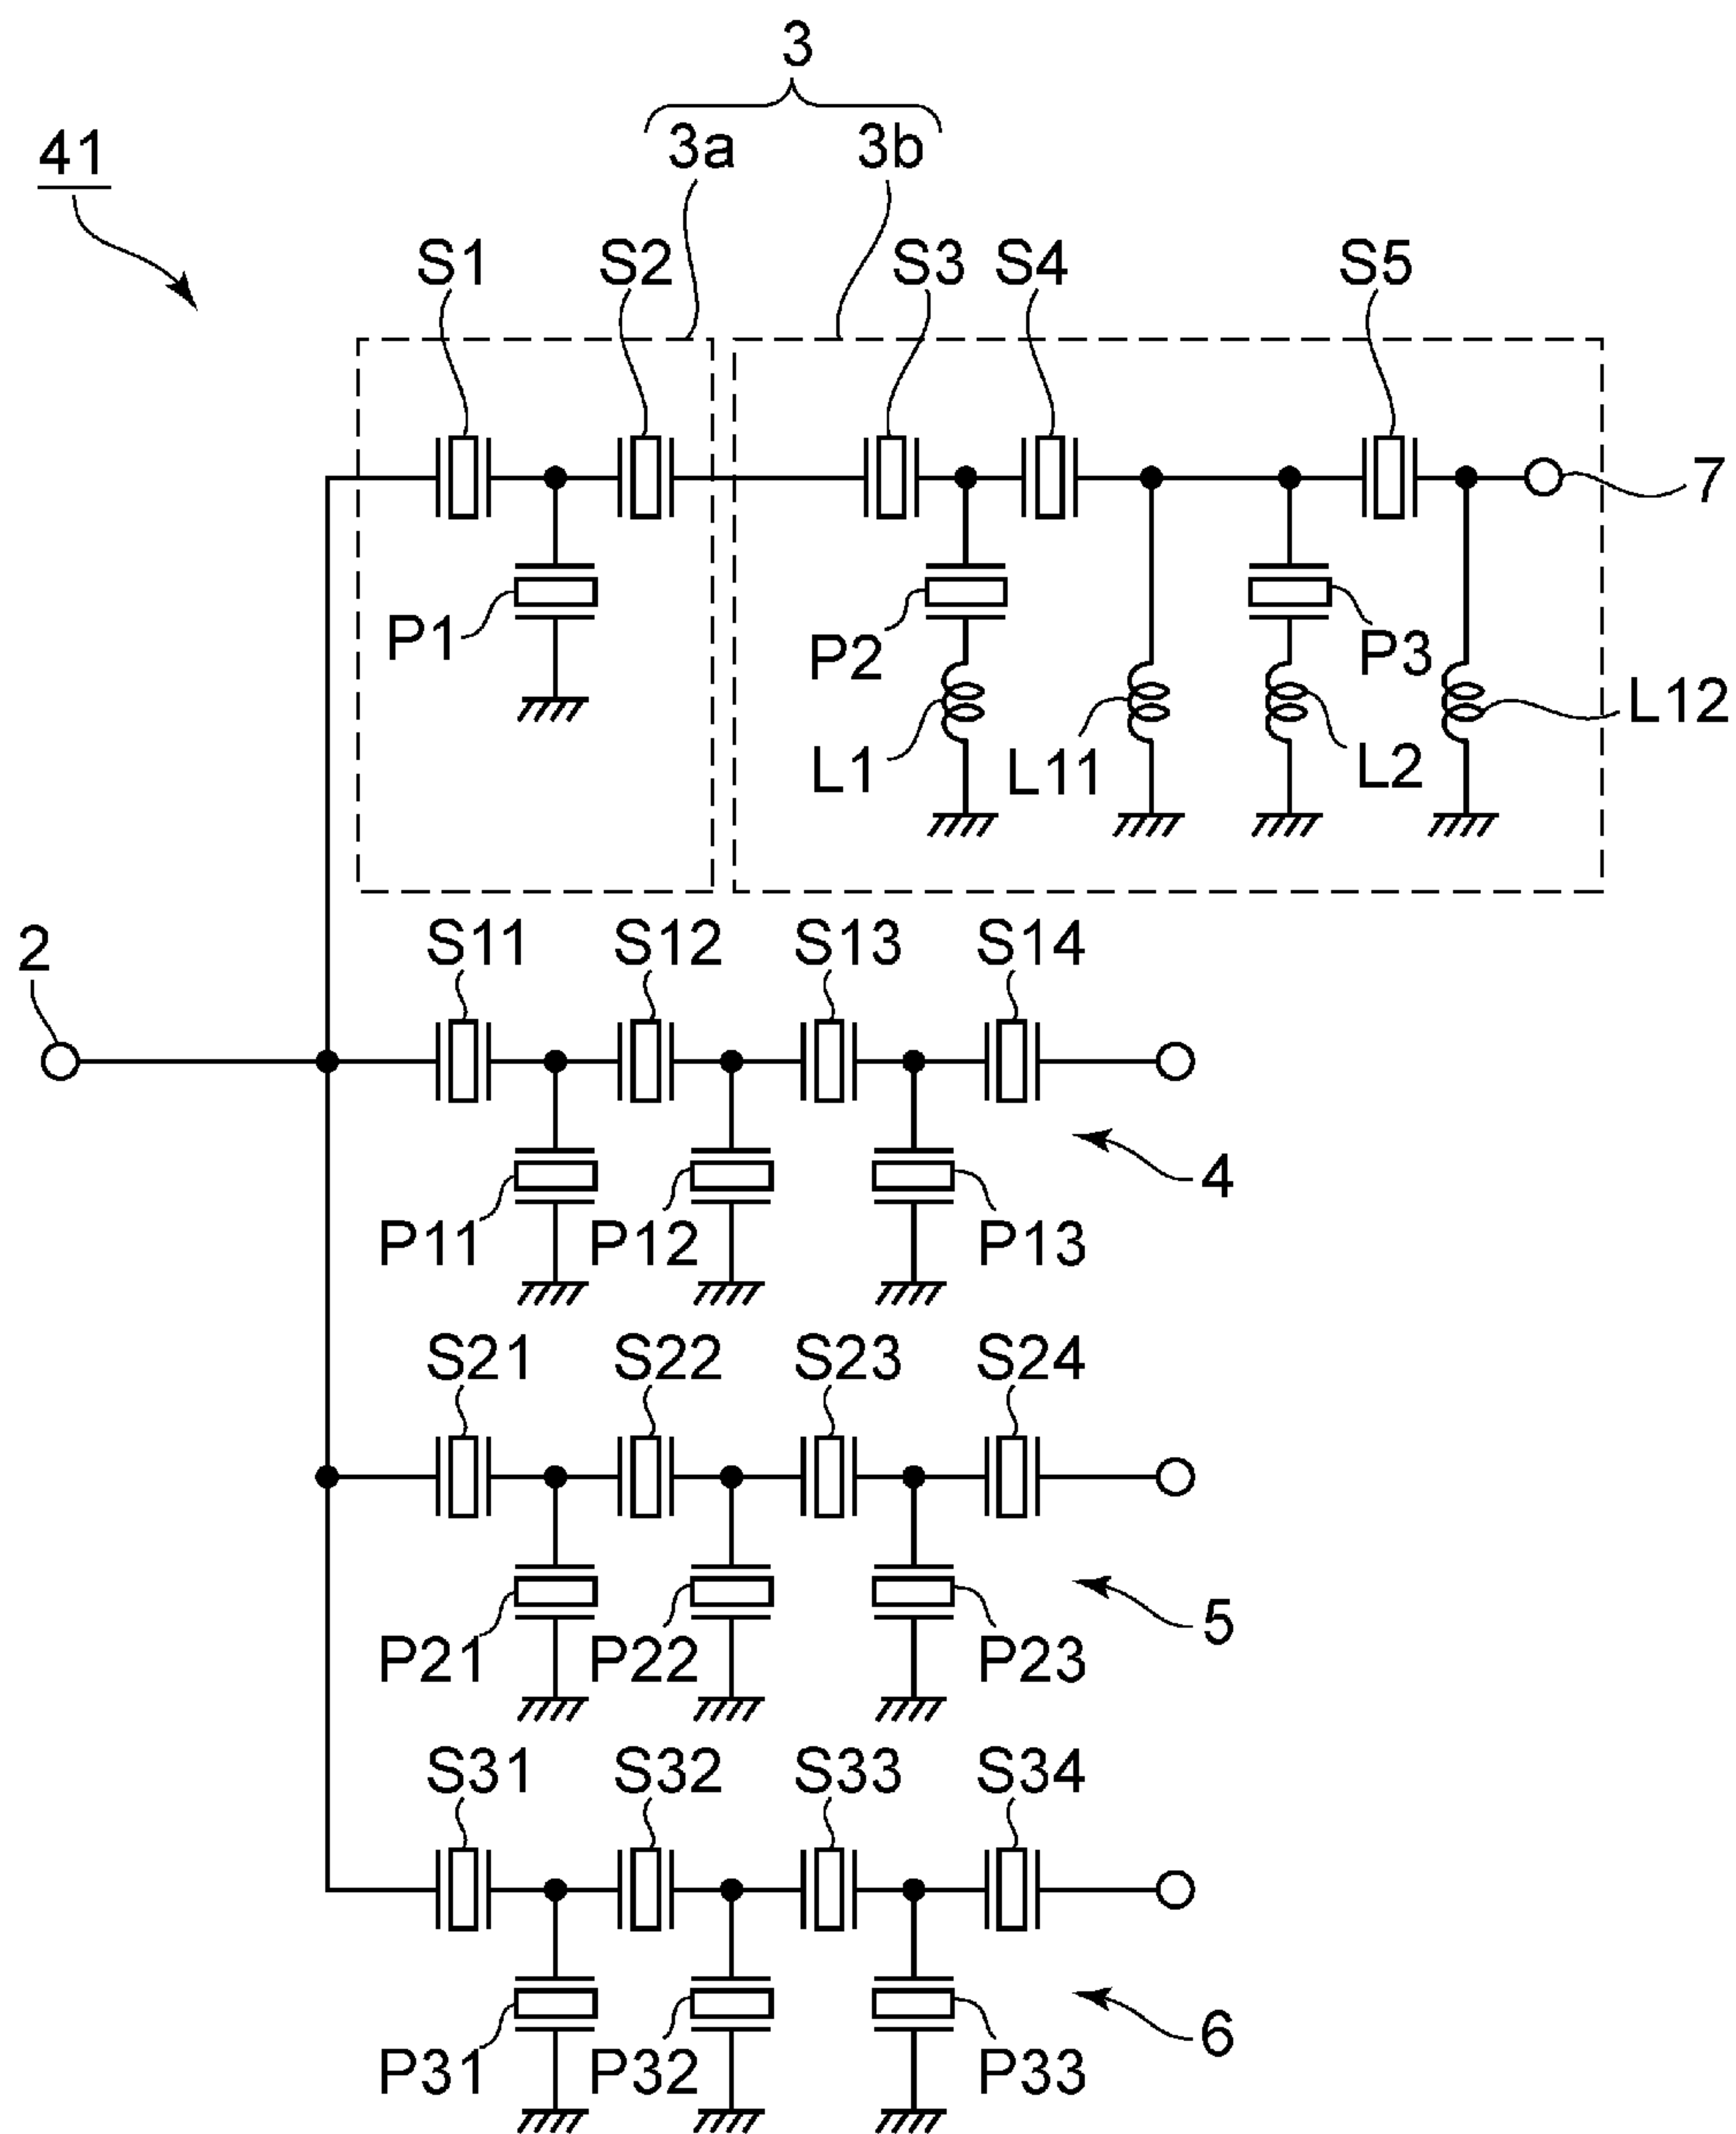 3
41
3a 3b
S1 S2 S3 S4 S5
7
P1 P2 P3
L1 L11 L2 L12
2
S11 S12 S13 S14
4
P11 P12 P13
S21 S22 S23 S24
5
P21 P22 P23
S31 S32 S33 S34
6
P31 P32 P33